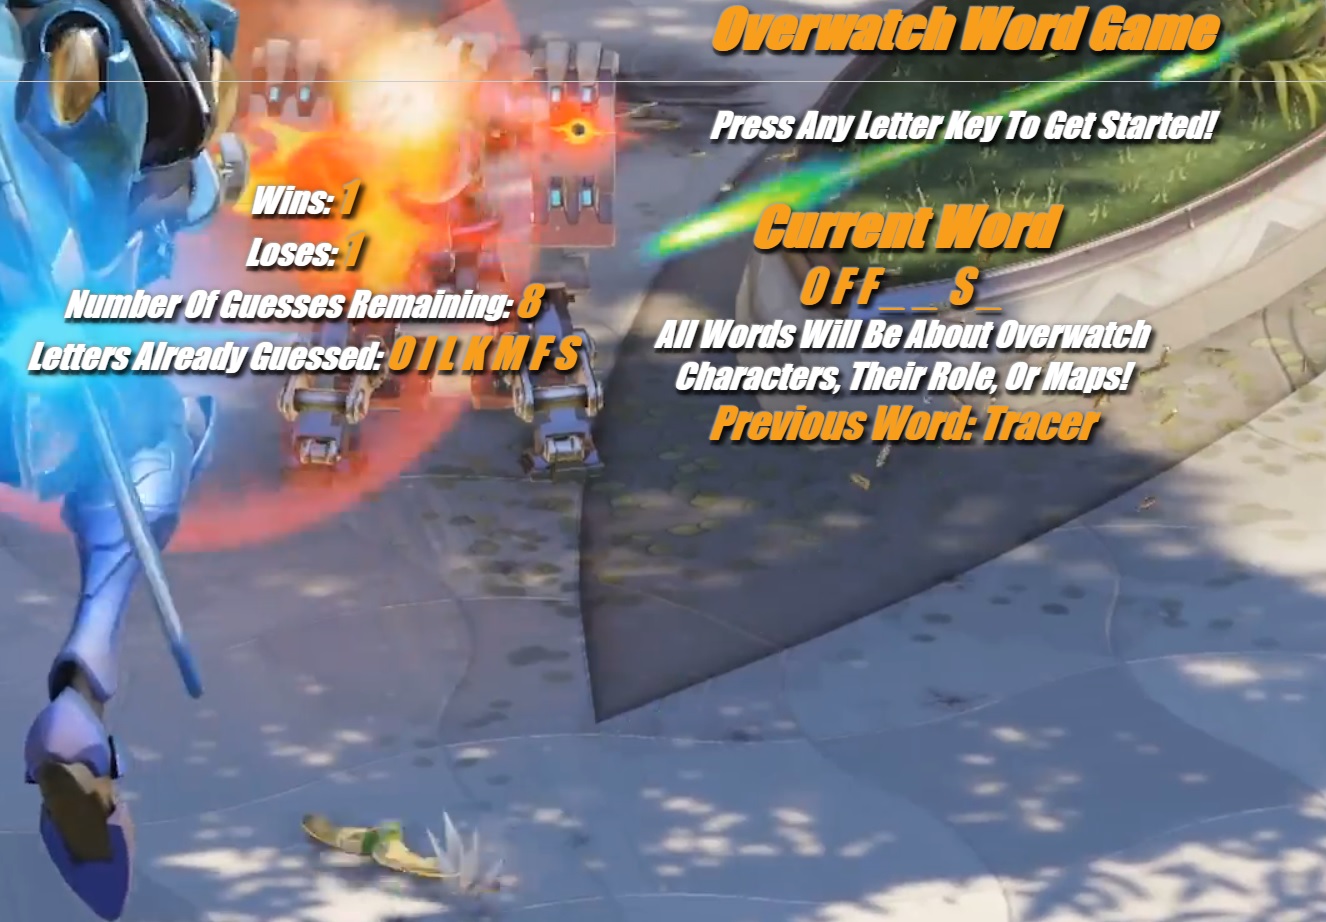 Overwatch Word Game
Press Any Letter Key To Get Started!
Wins: 1
Loses: 1
Number Of Guesses Remaining: 8
Letters Already Guessed: O I L K M F S
Current Word
O F F _ _ S _
All Words Will Be About Overwatch
Characters, Their Role, Or Maps!
Previous Word: Tracer